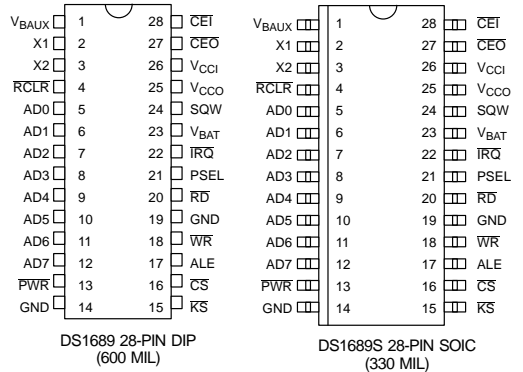 VBAUX 1 28 CEI
X1 2 27 CEO
X2 3 26 VCCI
RCLR 4 25 VCCO
AD0 5 24 SQW
AD1 6 23 VBAT
AD2 7 22 IRQ
AD3 8 21 PSEL
AD4 9 20 RD
AD5 10 19 GND
AD6 11 18 WR
AD7 12 17 ALE
PWR 13 16 CS
GND 14 15 KS
DS1689 28-PIN DIP
(600 MIL)
VBAUX 1 28 CEI
X1 2 27 CEO
X2 3 26 VCCI
RCLR 4 25 VCCO
AD0 5 24 SQW
AD1 6 23 VBAT
AD2 7 22 IRQ
AD3 8 21 PSEL
AD4 9 20 RD
AD5 10 19 GND
AD6 11 18 WR
AD7 12 17 ALE
PWR 13 16 CS
GND 14 15 KS
DS1689S 28-PIN SOIC
(330 MIL)